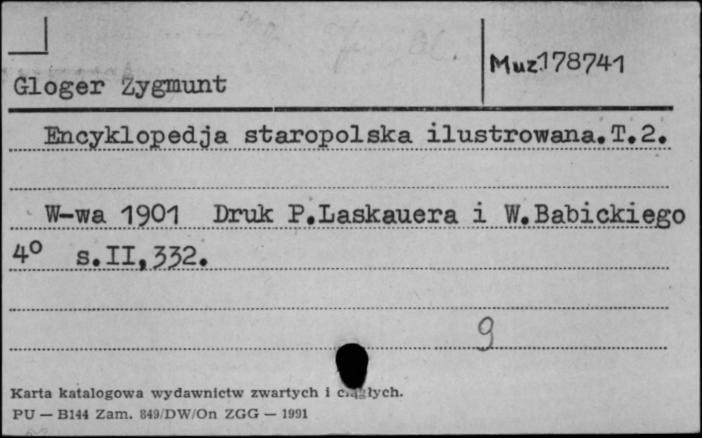 Muz.178741
Gloger Zygmunt
Encyklopedja staropolska ilustrowana.T.2.
W-wa 1901 Druk P.Laskauera i W.Babickiego
4° s.II,332.
9
Karta katalogowa wydawnictw zwartych i ciągłych.
PU — B144 Zam. 849/DW/On ZGG — 1991